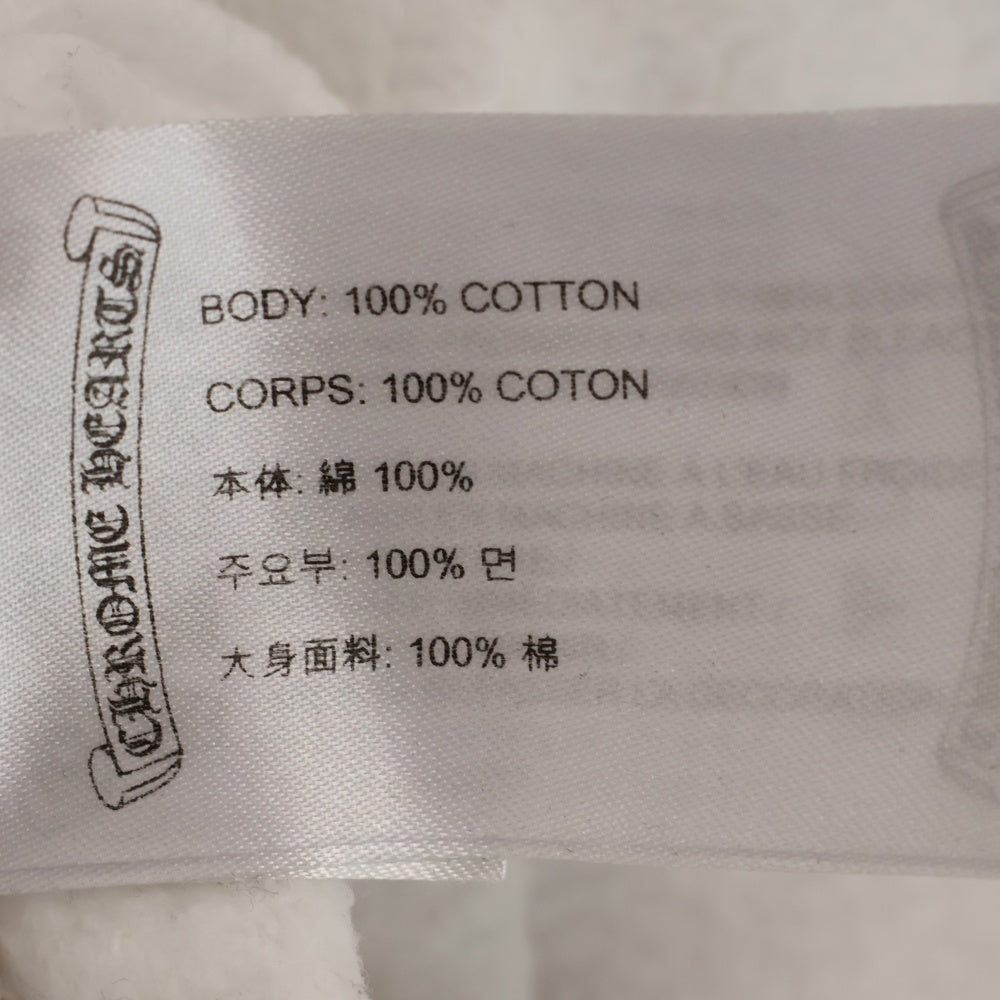 CHROME HEARTS
BODY: 100% COTTON
CORPS: 100% COTON
本体: 綿 100%
주요부: 100% 면
大身面料: 100% 棉